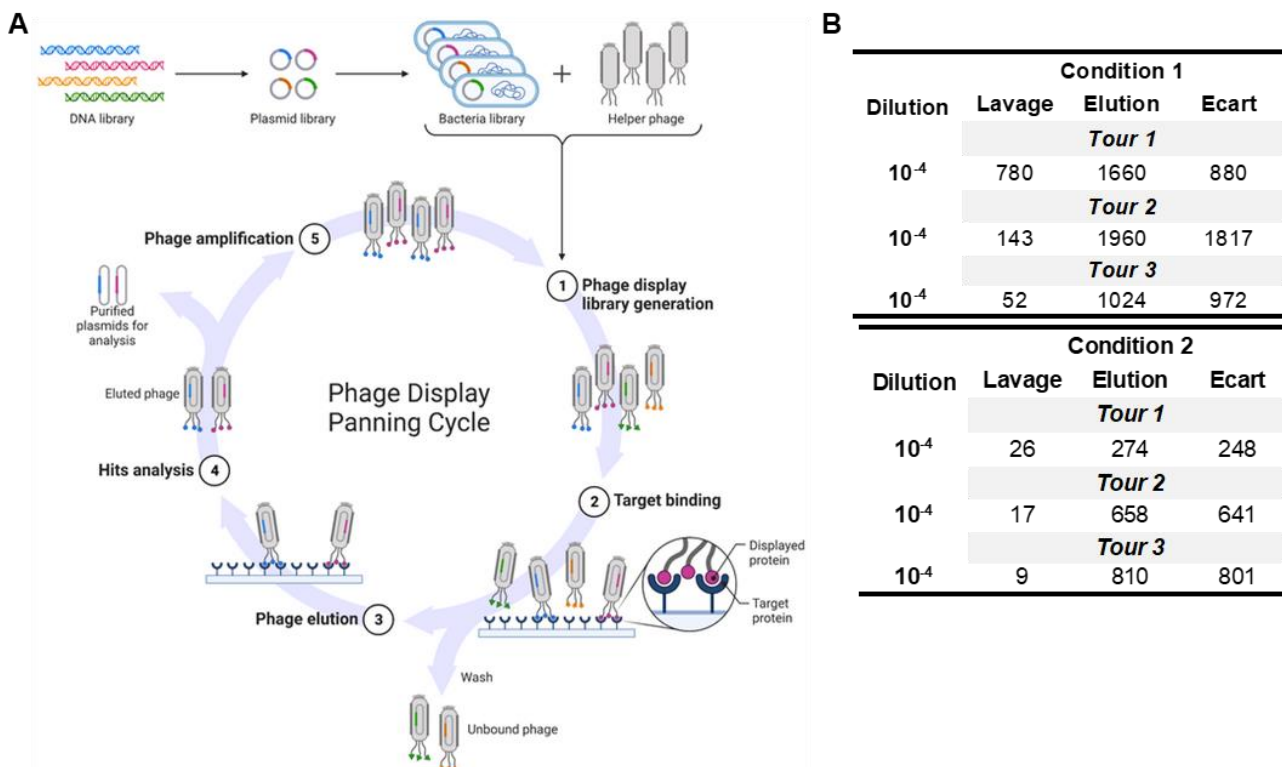 A
DNA library
Plasmid library
Bacteria library
+
Helper phage
Phage amplification
5
1
Phage display
library generation
Purified
plasmids for
analysis
Eluted phage
Phage Display
Panning Cycle
Hits analysis
4
2
Target binding
Displayed
protein
Target
protein
Phage elution
3
Wash
Unbound phage
B
Condition 1
Dilution Lavage Elution Ecart
Tour 1
10⁻⁴ 780 1660 880
Tour 2
10⁻⁴ 143 1960 1817
Tour 3
10⁻⁴ 52 1024 972
Condition 2
Dilution Lavage Elution Ecart
Tour 1
10⁻⁴ 26 274 248
Tour 2
10⁻⁴ 17 658 641
Tour 3
10⁻⁴ 9 810 801